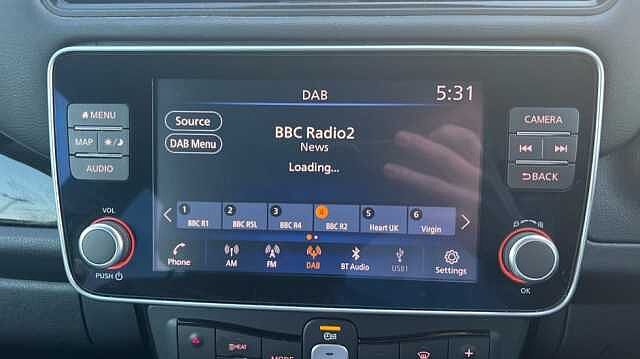 DAB
5:31
MENU
MAP
AUDIO
VOL
PUSH
Source
DAB Menu
BBC Radio2
News
Loading...
1 2 3 4 5 6
BBC R1 BBC R5L BBC R4 BBC R2 Heart UK Virgin
Phone AM FM DAB BT Audio USB1 Settings
CAMERA
BACK
OK
HEAT
MODE